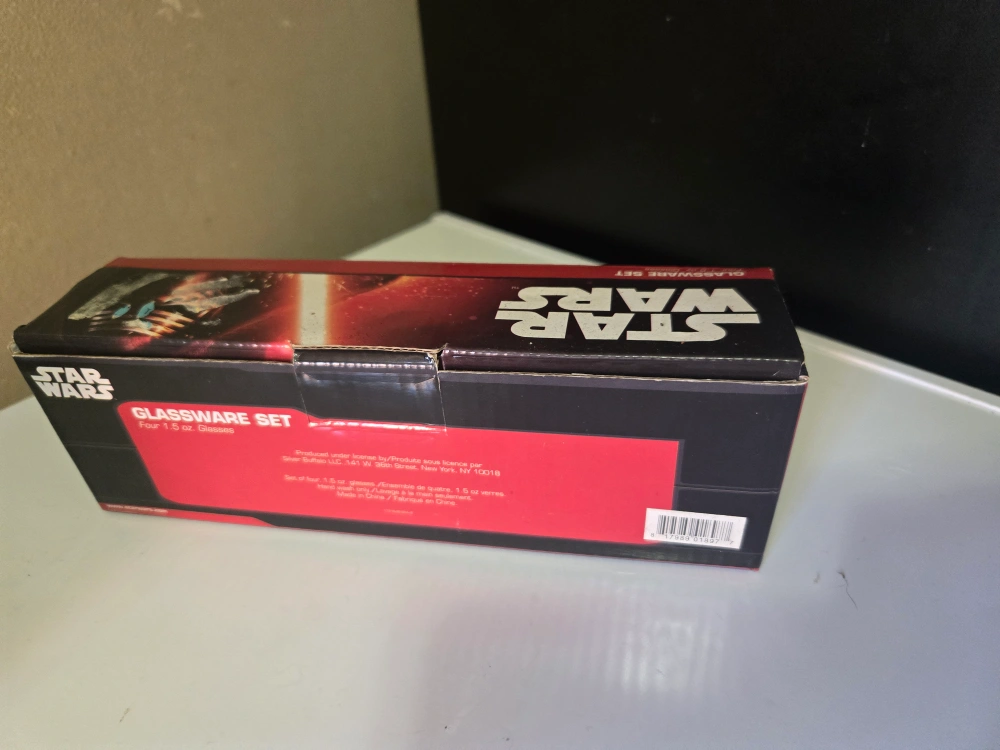 GLASSWARE SET
STAR
WARS
STAR
WARS
GLASSWARE SET
Four 1.5 oz. Glasses
Produced under license by/Produite sous licence par
Silver Buffalo LLC, 141 W. 36th Street, New York, NY 10018
Set of four, 1.5 oz. glasses./Ensemble de quatre, 1.5 oz verres.
Hand wash only./Lavage à la main seulement.
Made in China. / Fabriqué en Chine.